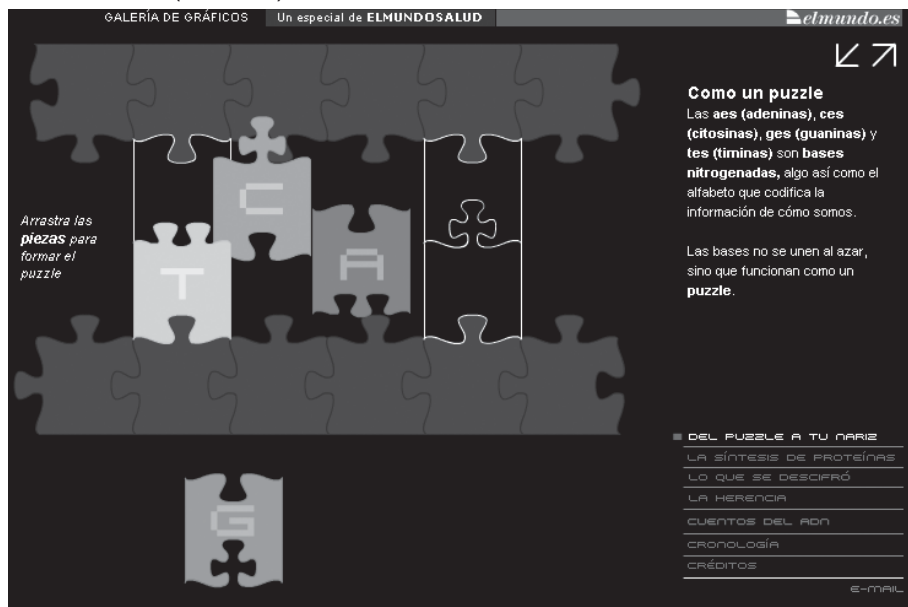 GALERÍA DE GRÁFICOS
Un especial de ELMUNDOSALUD
elmundo.es
Como un puzzle
Las aes (adeninas), ces
(citosinas), ges (guaninas) y
tes (timinas) son bases
nitrogenadas, algo así como el
alfabeto que codifica la
información de cómo somos.
Las bases no se unen al azar,
sino que funcionan como un
puzzle.
Arrastra las
piezas para
formar el
puzzle
C
A
T
G
DEL PUZZLE A TU NARIZ
LA SÍNTESIS DE PROTEÍNAS
LO QUE SE DESCIFRÓ
LA HERENCIA
CUENTOS DEL ADN
CRONOLOGÍA
CRÉDITOS
E-MAIL